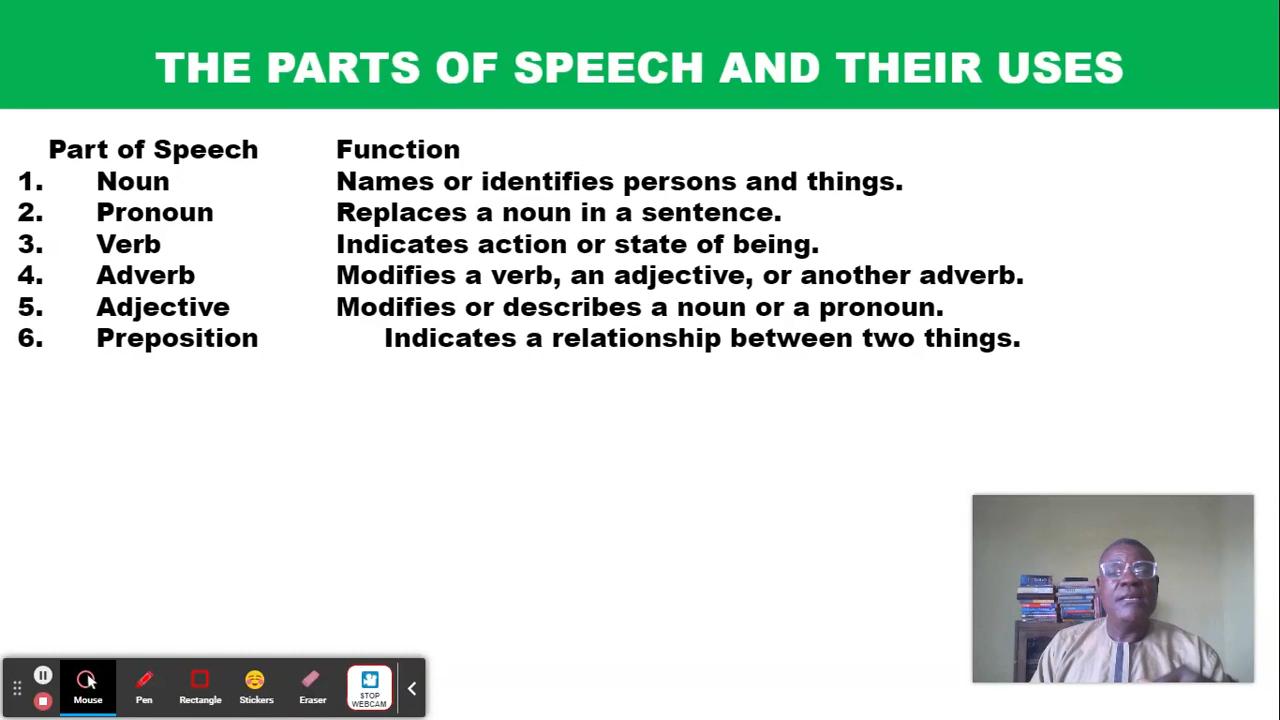 THE PARTS OF SPEECH AND THEIR USES
Part of Speech Function
1. Noun Names or identifies persons and things.
2. Pronoun Replaces a noun in a sentence.
3. Verb Indicates action or state of being.
4. Adverb Modifies a verb, an adjective, or another adverb.
5. Adjective Modifies or describes a noun or a pronoun.
6. Preposition Indicates a relationship between two things.
Mouse Pen Rectangle Stickers Eraser STOP
WEBCAM